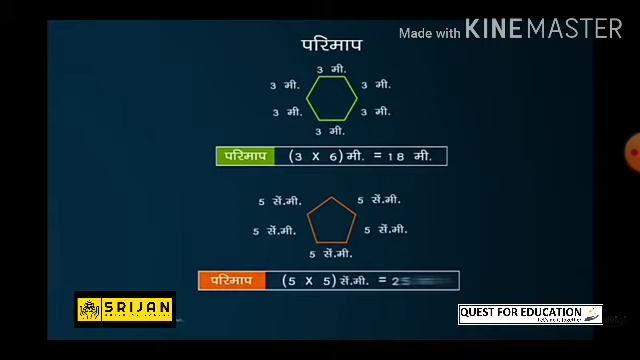 Made with KINEMASTER
परिमाप
3 मी.
3 मी. 3 मी.
3 मी. 3 मी.
3 मी.
परिमाप (3 X 6) मी. = 18 मी.
5 सें.मी. 5 सें.मी.
5 सें.मी. 5 सें.मी.
5 सें.मी.
परिमाप (5 X 5) सें.मी. = 25
SRIJAN
QUEST FOR EDUCATION